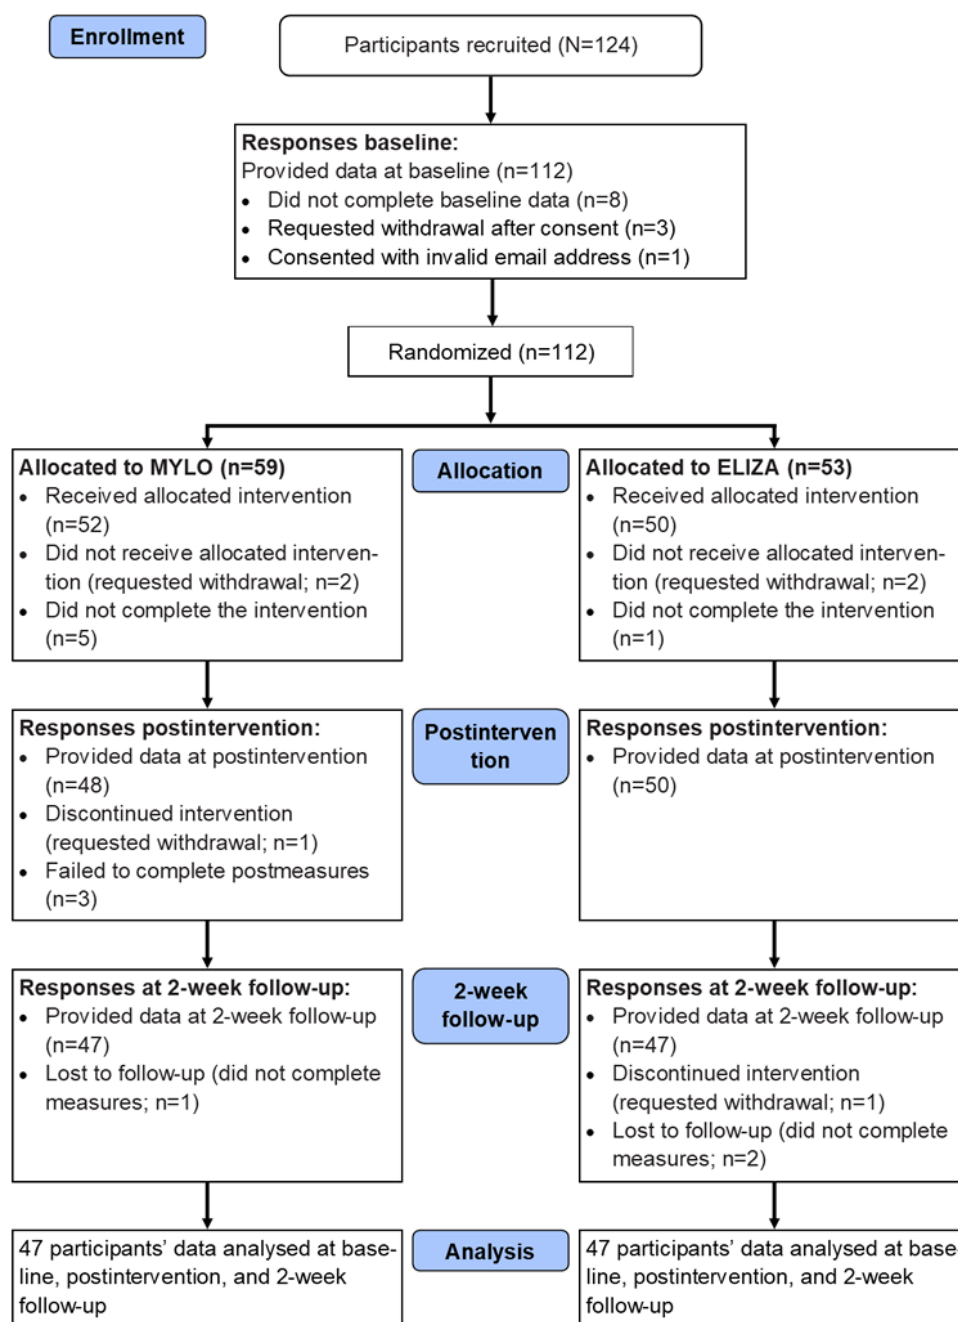 Enrollment
Participants recruited (N=124)
Responses baseline:
Provided data at baseline (n=112)
• Did not complete baseline data (n=8)
• Requested withdrawal after consent (n=3)
• Consented with invalid email address (n=1)
Randomized (n=112)
Allocated to MYLO (n=59)
• Received allocated intervention
(n=52)
• Did not receive allocated interven-
tion (requested withdrawal; n=2)
• Did not complete the intervention
(n=5)
Allocation
Allocated to ELIZA (n=53)
• Received allocated intervention
(n=50)
• Did not receive allocated interven-
tion (requested withdrawal; n=2)
• Did not complete the intervention
(n=1)
Responses postintervention:
• Provided data at postintervention
(n=48)
• Discontinued intervention
(requested withdrawal; n=1)
• Failed to complete postmeasures
(n=3)
Postinterven
tion
Responses postintervention:
• Provided data at postintervention
(n=50)
Responses at 2-week follow-up:
• Provided data at 2-week follow-up
(n=47)
• Lost to follow-up (did not complete
measures; n=1)
2-week
follow-up
Responses at 2-week follow-up:
• Provided data at 2-week follow-up
(n=47)
• Discontinued intervention
(requested withdrawal; n=1)
• Lost to follow-up (did not complete
measures; n=2)
47 participants’ data analysed at base-
line, postintervention, and 2-week
follow-up
Analysis
47 participants’ data analysed at base-
line, postintervention, and 2-week
follow-up